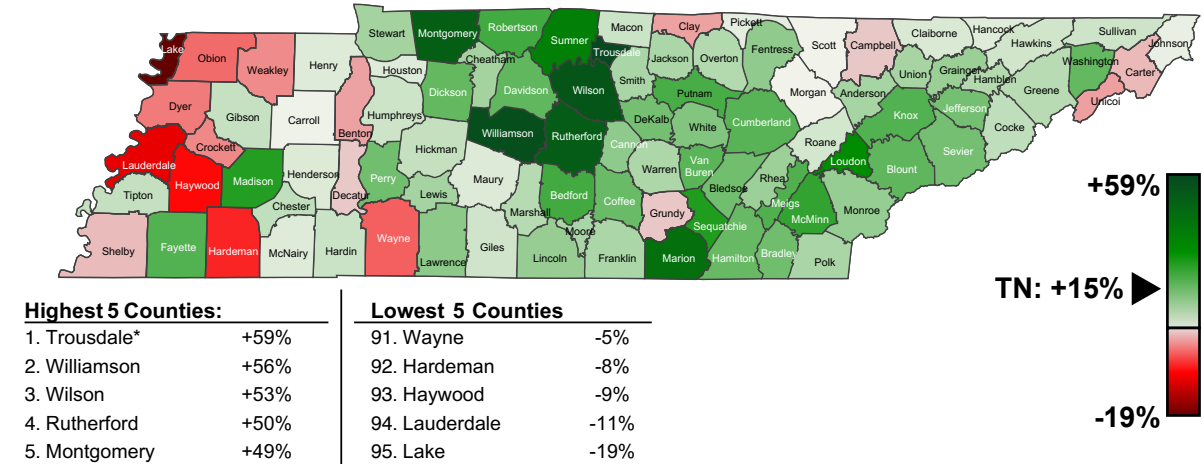 Stewart Montgomery Robertson Sumner Macon Clay Pickett Claiborne Hancock Sullivan Johnson
Lake Obion Weakley Henry Houston Cheatham Trousdale Jackson Overton Fentress Scott Campbell Union Grainger Hamblen Hawkins Washington Carter
Dyer Gibson Carroll Benton Humphreys Dickson Davidson Wilson Smith Putnam Morgan Anderson Knox Jefferson Greene Unicoi
Lauderdale Crockett Haywood Madison Henderson Decatur Perry Hickman Williamson Rutherford Cannon DeKalb White Cumberland Roane Loudon Blount Sevier Cocke
Tipton Chester Lewis Maury Marshall Bedford Coffee Warren Van
Buren Bledsoe Rhea Meigs McMinn Monroe
Shelby Fayette Hardeman McNairy Hardin Wayne Lawrence Giles Lincoln Moore Franklin Grundy Marion Sequatchie Hamilton Bradley Polk
+59%
TN: +15%
-19%
Highest 5 Counties:
1. Trousdale* +59%
2. Williamson +56%
3. Wilson +53%
4. Rutherford +50%
5. Montgomery +49%
Lowest 5 Counties
91. Wayne -5%
92. Hardeman -8%
93. Haywood -9%
94. Lauderdale -11%
95. Lake -19%